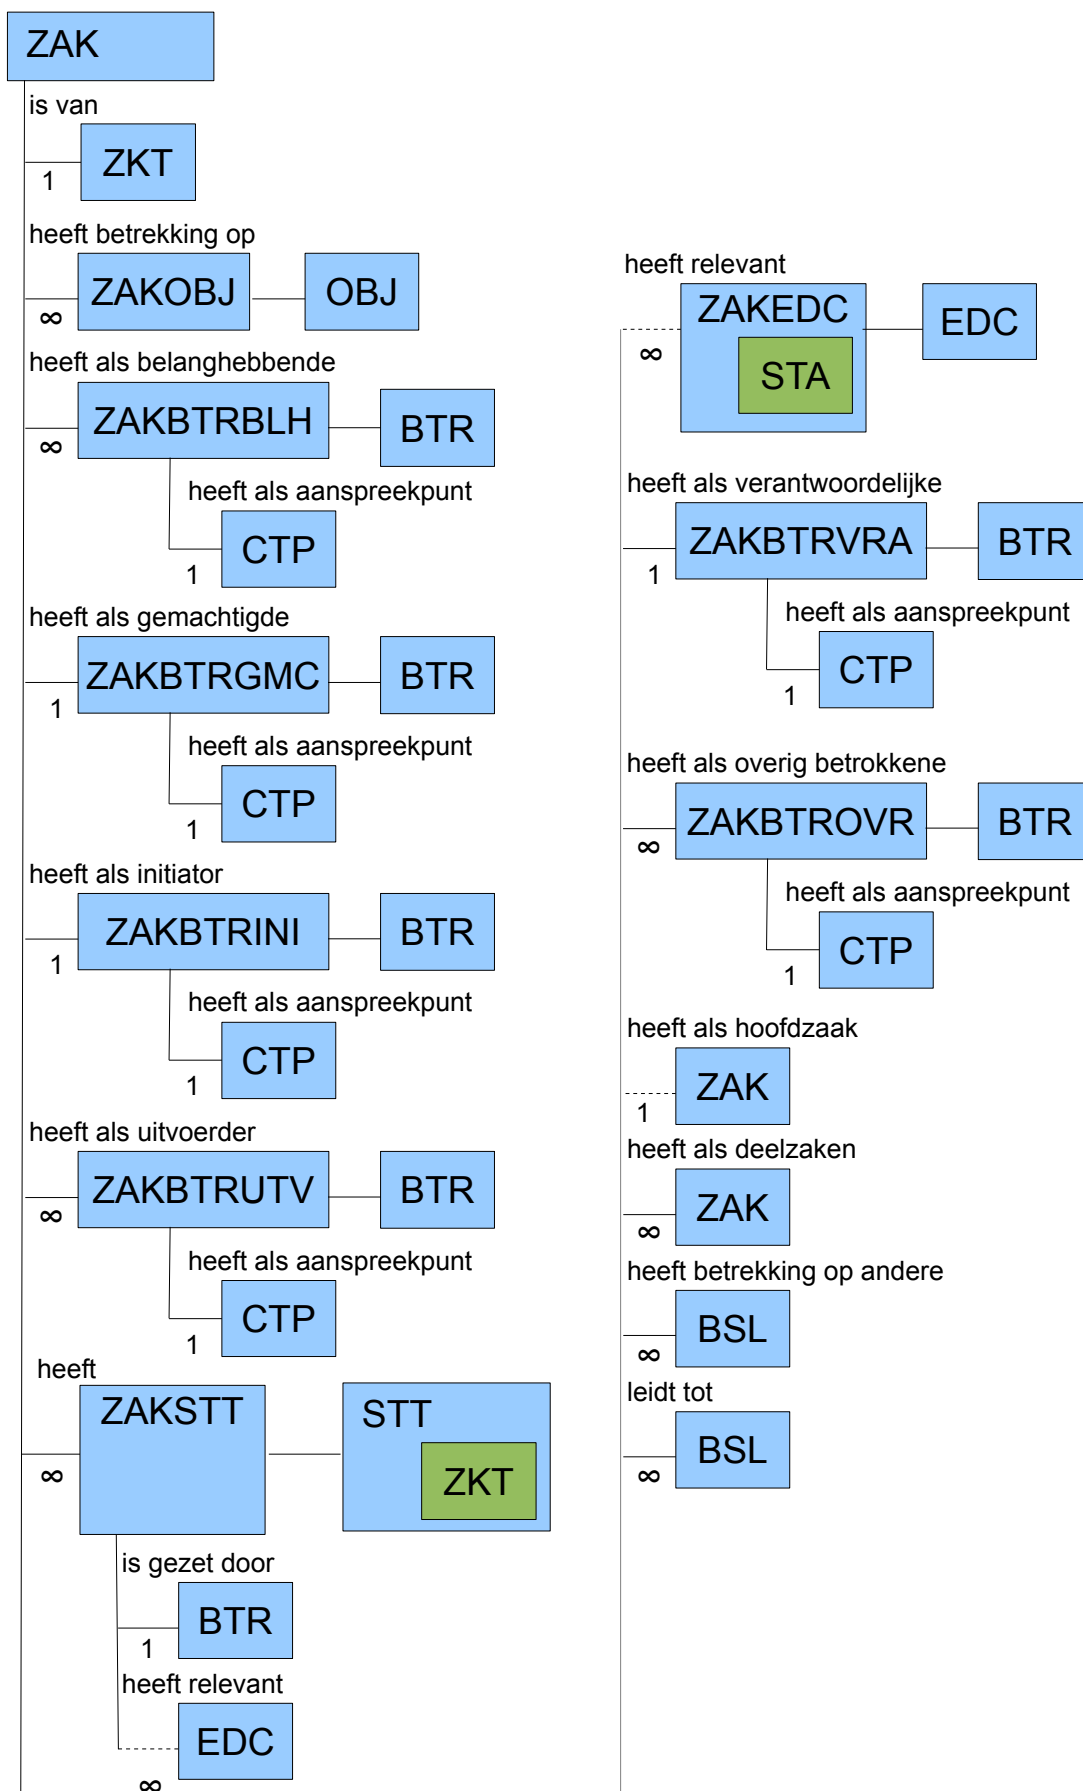 ZAK
is van
ZKT
1
heeft betrekking op
ZAKOBJ
OBJ
∞
heeft als belanghebbende
ZAKBTRBLH
BTR
∞
heeft als aanspreekpunt
CTP
1
heeft als gemachtigde
ZAKBTRGMC
BTR
1
heeft als aanspreekpunt
CTP
1
heeft als initiator
ZAKBTRINI
BTR
1
heeft als aanspreekpunt
CTP
1
heeft als uitvoerder
ZAKBTRUTV
BTR
∞
heeft als aanspreekpunt
CTP
1
heeft
ZAKSTT
STT
ZKT
∞
is gezet door
BTR
1
heeft relevant
EDC
∞
heeft relevant
ZAKEDC
EDC
∞
STA
heeft als verantwoordelijke
ZAKBTRVRA
BTR
1
heeft als aanspreekpunt
CTP
1
heeft als overig betrokkene
ZAKBTROVR
BTR
∞
heeft als aanspreekpunt
CTP
1
heeft als hoofdzaak
ZAK
1
heeft als deelzaken
ZAK
∞
heeft betrekking op andere
BSL
∞
leidt tot
BSL
∞